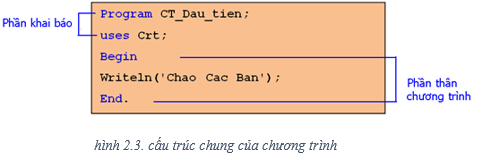 Phần khai báo
Program CT_Dau_tien;
uses Crt;
Begin
Writeln('Chao Cac Ban');
End.
Phần thân
chương trình
hình 2.3. cấu trúc chung của chương trình